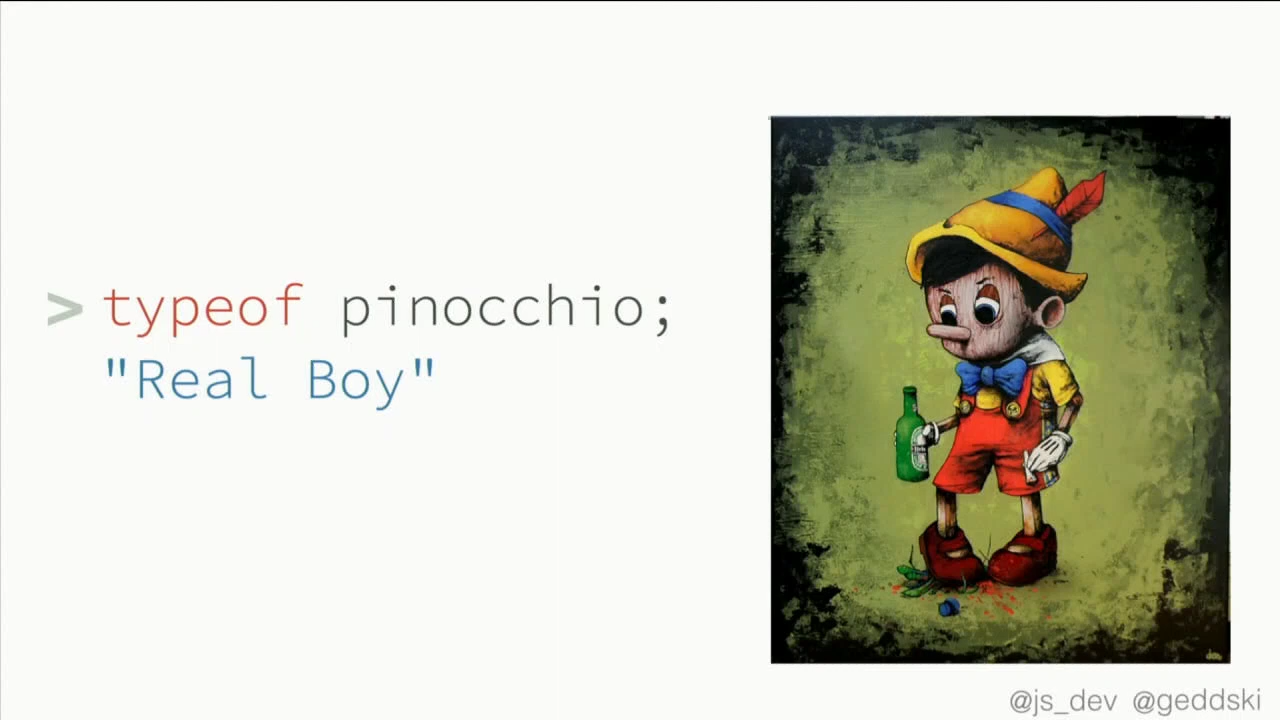 > typeof pinocchio;
"Real Boy"
@js_dev @geddski